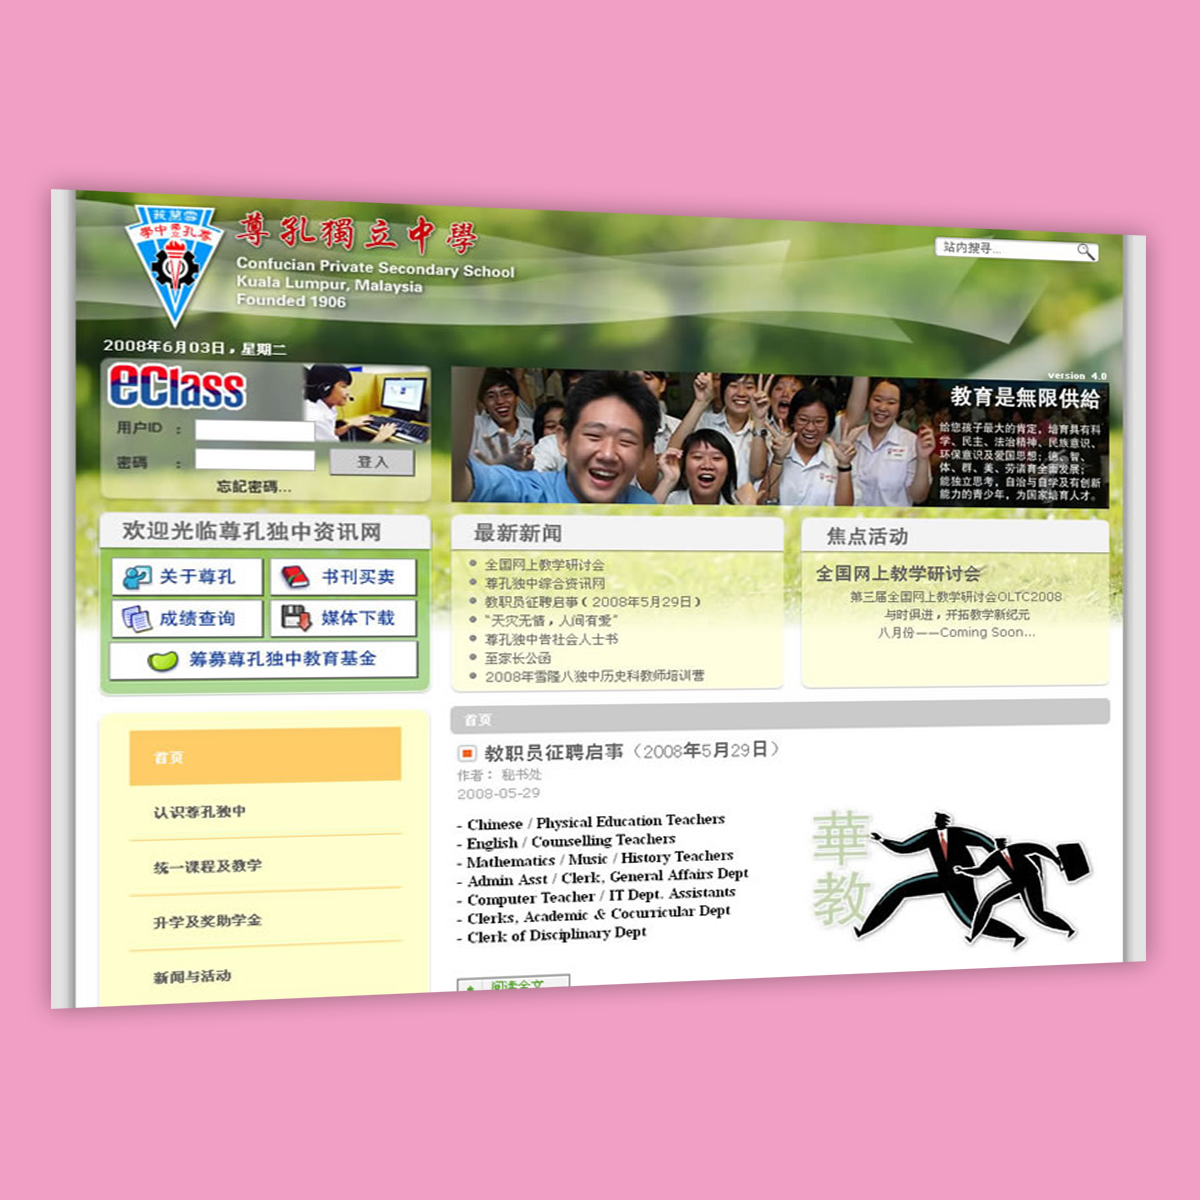 莪蘭雪
學中立獨孔尊
尊孔獨立中學
Confucian Private Secondary School
Kuala Lumpur, Malaysia
Founded 1906
站内搜寻...
2008年6月03日，星期二
version 4.0
eClass
用户ID :
密碼 :
登入
忘記密碼...
教育是無限供給
给您孩子最大的肯定，培育具有科
学、民主、法治精神、民族意识、
环保意识及爱国思想；德、智、
体、群、美、劳请育全面发展；
能独立思考，自治与自学及有创新
能力的青少年，为国家培育人才。
欢迎光临尊孔独中资讯网
关于尊孔
书刊买卖
成绩查询
媒体下载
筹募尊孔独中教育基金
最新新闻
全国网上教学研讨会
尊孔独中综合资讯网
教职员征聘启事（2008年5月29日）
“天灾无情，人间有爱”
尊孔独中告社会人士书
至家长公函
2008年雪隆八独中历史科教师培训营
焦点活动
全国网上教学研讨会
第三届全国网上教学研讨会OLTC2008
与时俱进，开拓教学新纪元
八月份——Coming Soon...
首页
认识尊孔独中
统一课程及教学
升学及奖助学金
新闻与活动
首页
教职员征聘启事（2008年5月29日）
作者： 秘书处
2008-05-29
- Chinese / Physical Education Teachers
- English / Counselling Teachers
- Mathematics / Music / History Teachers
- Admin Asst / Clerk, General Affairs Dept
- Computer Teacher / IT Dept. Assistants
- Clerks, Academic & Cocurricular Dept
- Clerk of Disciplinary Dept
華
教
阅读全文